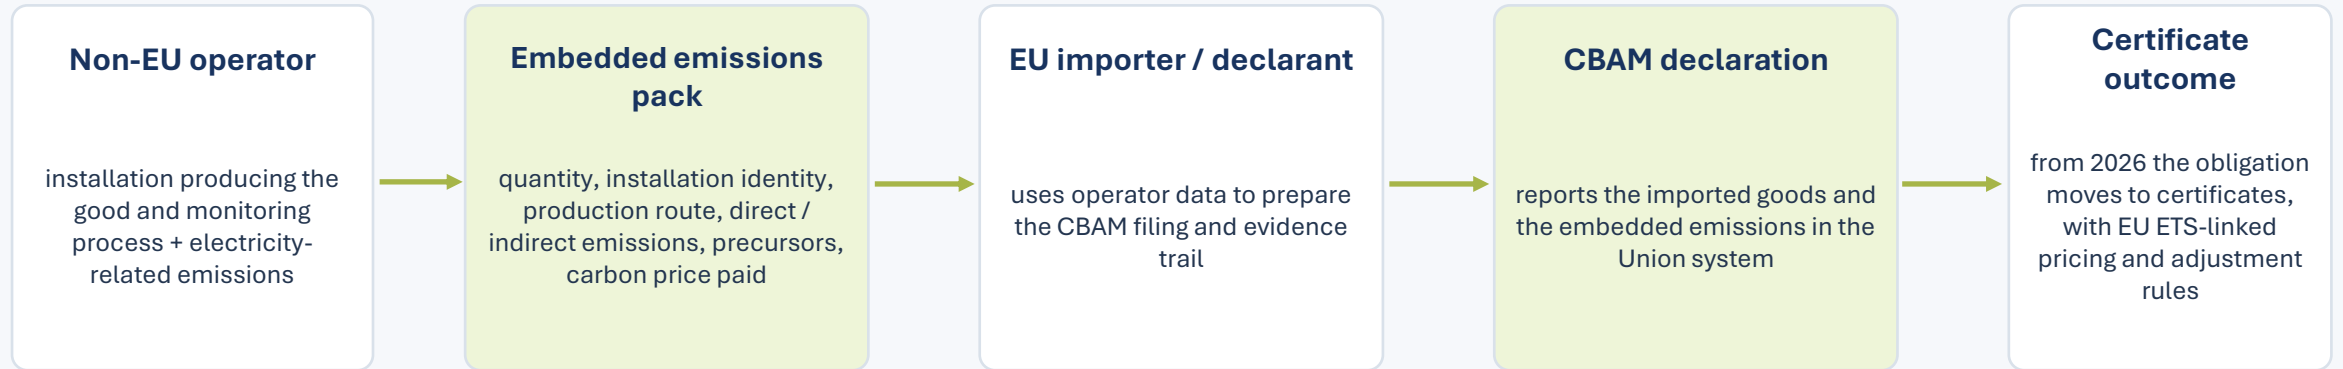 Non-EU operator
installation producing the
good and monitoring
process + electricity-
related emissions
Embedded emissions
pack
quantity, installation identity,
production route, direct /
indirect emissions, precursors,
carbon price paid
EU importer / declarant
uses operator data to prepare
the CBAM filing and evidence
trail
CBAM declaration
reports the imported goods and
the embedded emissions in the
Union system
Certificate
outcome
from 2026 the obligation
moves to certificates,
with EU ETS-linked
pricing and adjustment
rules